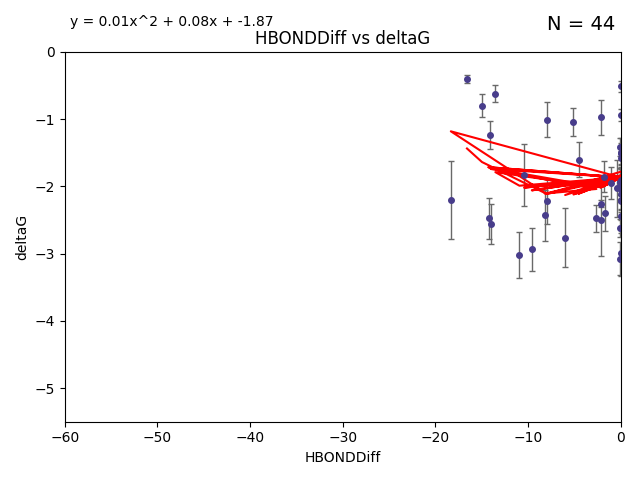 y = 0.01x^2 + 0.08x + -1.87
N = 44
HBONDDiff vs deltaG
0
−1
−2
−3
−4
−5
deltaG
−60
−50
−40
−30
−20
−10
0
HBONDDiff